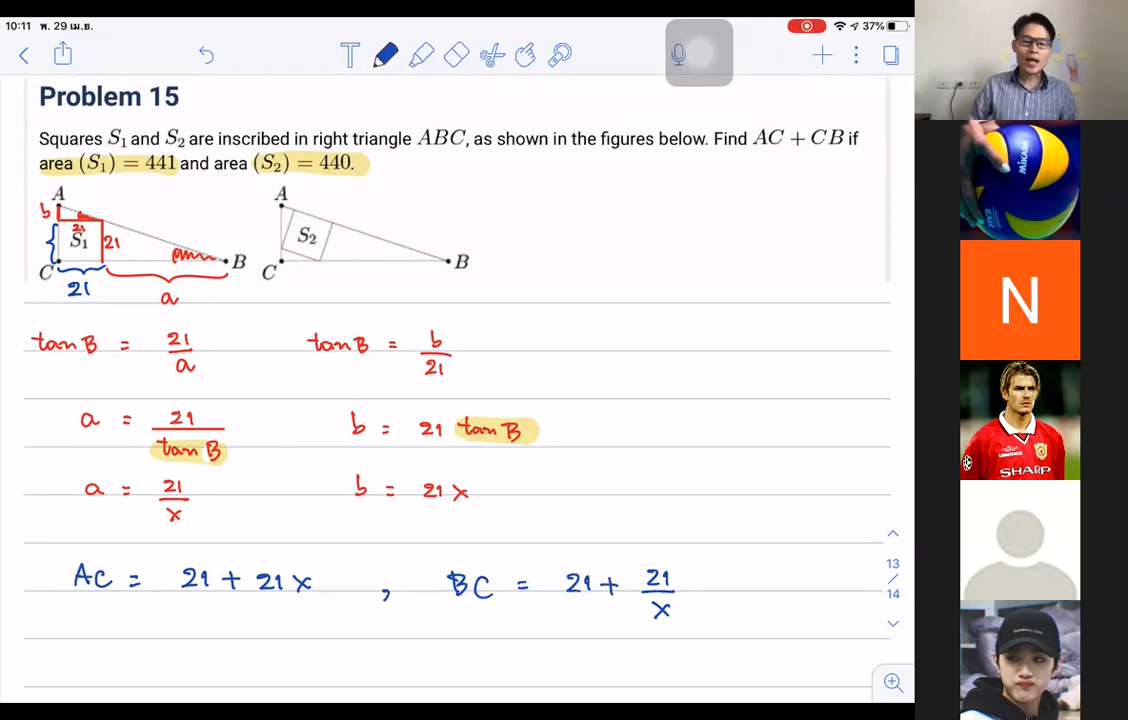 10:11 พ. 29 เม.ย.
37%
T
Problem 15
Squares S₁ and S₂ are inscribed in right triangle ABC, as shown in the figures below. Find AC + CB if
area (S₁) = 441 and area (S₂) = 440.
A
A
b
21
S₁
21
S₂
C
B
C
B
21
a
tan B = 21/a
tan B = b/21
a = 21/tan B
b = 21 tan B
a = 21/x
b = 21x
AC = 21 + 21x , BC = 21 + 21/x
13
/
14
MIKASA
N
SHARP